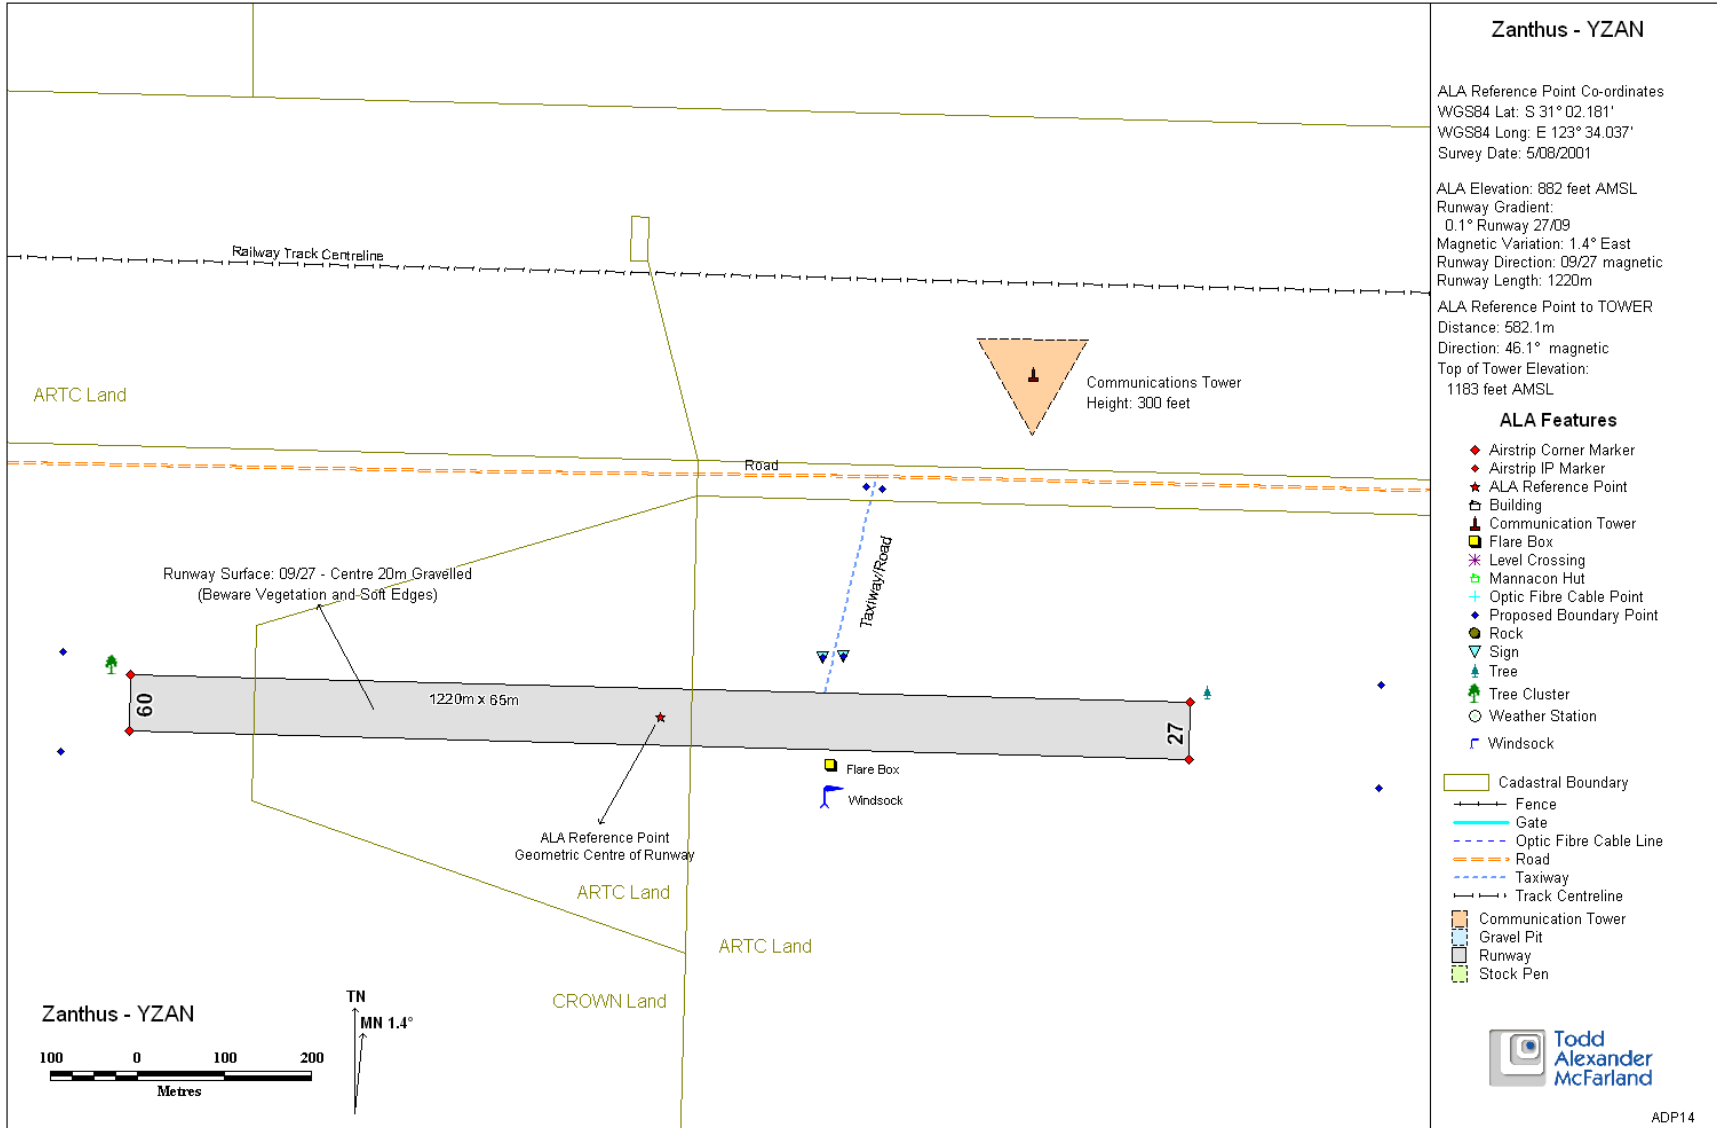 Zanthus - YZAN
ALA Reference Point Co-ordinates
WGS84 Lat: S 31° 02.181'
WGS84 Long: E 123° 34.037'
Survey Date: 5/08/2001
ALA Elevation: 882 feet AMSL
Runway Gradient:
0.1° Runway 27/09
Magnetic Variation: 1.4° East
Runway Direction: 09/27 magnetic
Runway Length: 1220m
ALA Reference Point to TOWER
Distance: 582.1m
Direction: 46.1° magnetic
Top of Tower Elevation:
1183 feet AMSL
ALA Features
Airstrip Corner Marker
Airstrip IP Marker
ALA Reference Point
Building
Communication Tower
Flare Box
Level Crossing
Mannacon Hut
Optic Fibre Cable Point
Proposed Boundary Point
Rock
Sign
Tree
Tree Cluster
Weather Station
Windsock
Cadastral Boundary
Fence
Gate
Optic Fibre Cable Line
Road
Taxiway
Track Centreline
Communication Tower
Gravel Pit
Runway
Stock Pen
Todd
Alexander
McFarland
ADP14
Railway Track Centreline
ARTC Land
Communications Tower
Height: 300 feet
Road
Taxiway/Road
Runway Surface: 09/27 - Centre 20m Gravelled
(Beware Vegetation and Soft Edges)
09
1220m x 65m
27
Flare Box
Windsock
ALA Reference Point
Geometric Centre of Runway
ARTC Land
ARTC Land
CROWN Land
Zanthus - YZAN
TN
MN 1.4°
100 0 100 200
Metres